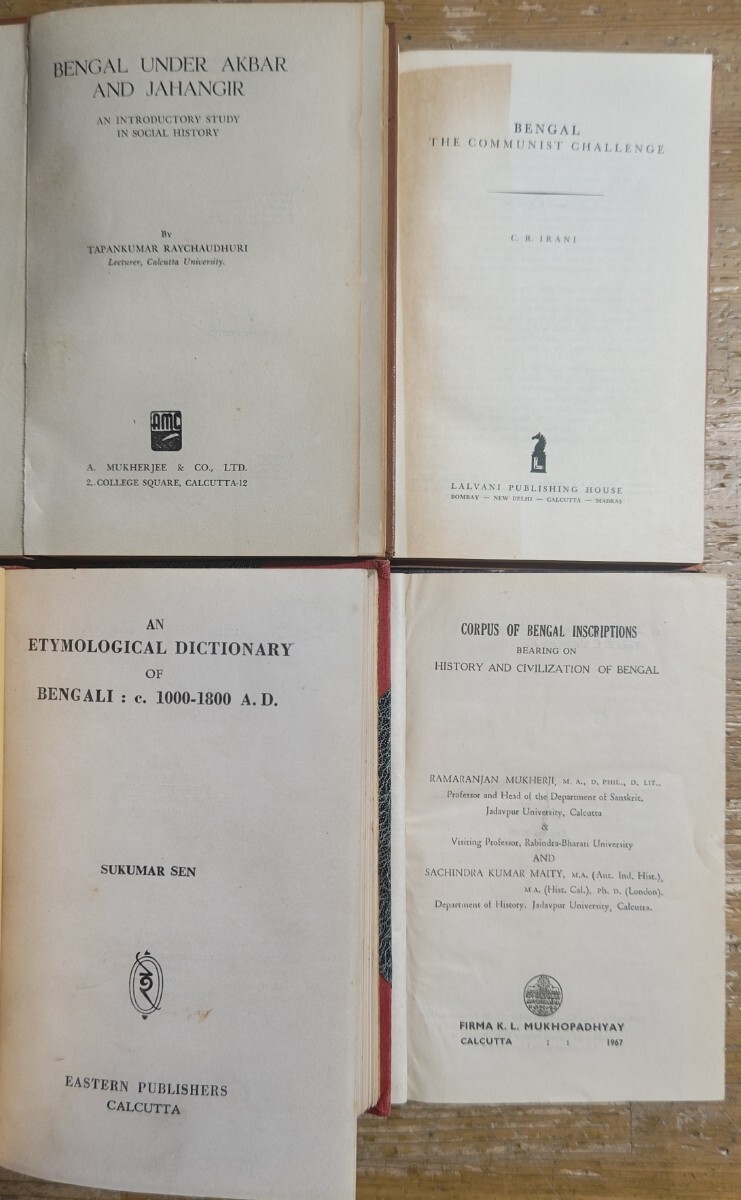 BENGAL UNDER AKBAR
AND JAHANGIR
AN INTRODUCTORY STUDY
IN SOCIAL HISTORY
By
TAPANKUMAR RAYCHAUDHURI
Lecturer, Calcutta University.
AMC
A. MUKHERJEE & CO., LTD.
2, COLLEGE SQUARE, CALCUTTA-12
BENGAL
THE COMMUNIST CHALLENGE
C. R. IRANI
L
LALVANI PUBLISHING HOUSE
BOMBAY — NEW DELHI — CALCUTTA — MADRAS
AN
ETYMOLOGICAL DICTIONARY
OF
BENGALI : c. 1000-1800 A.D.
SUKUMAR SEN
ই
EASTERN PUBLISHERS
CALCUTTA
CORPUS OF BENGAL INSCRIPTIONS
BEARING ON
HISTORY AND CIVILIZATION OF BENGAL
RAMARANJAN MUKHERJI, M. A., D. PHIL., D. LIT.,
Professor and Head of the Department of Sanskrit,
Jadavpur University, Calcutta
&
Visiting Professor, Rabindra-Bharati University
AND
SACHINDRA KUMAR MAITY, M.A. (Anc. Ind. Hist.),
M.A. (Hist. Cal.), Ph. D. (London).
Department of History, Jadavpur University, Calcutta.
FIRMA K. L. MUKHOPADHYAY
CALCUTTA : : 1967